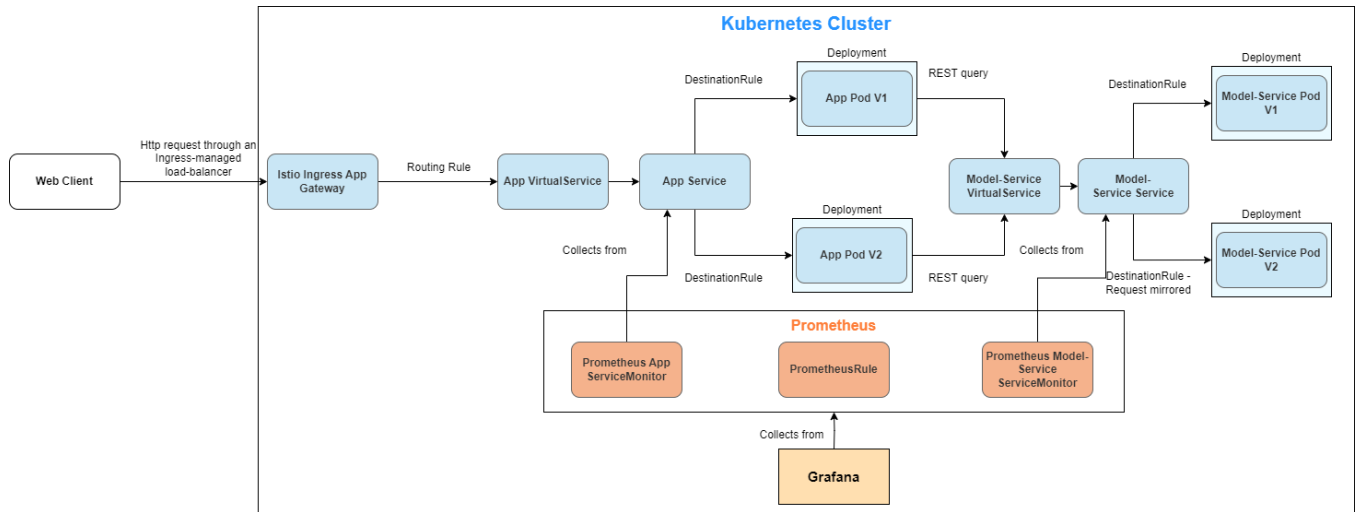 Kubernetes Cluster
Web Client
Http request through an
Ingress-managed
load-balancer
Istio Ingress App
Gateway
Routing Rule
App VirtualService
App Service
DestinationRule
Deployment
App Pod V1
REST query
DestinationRule
Deployment
App Pod V2
REST query
Model-Service
VirtualService
Model-
Service Service
DestinationRule
Deployment
Model-Service Pod
V1
DestinationRule -
Request mirrored
Deployment
Model-Service Pod
V2
Collects from
Collects from
Prometheus
Prometheus App
ServiceMonitor
PrometheusRule
Prometheus Model-
Service
ServiceMonitor
Collects from
Grafana